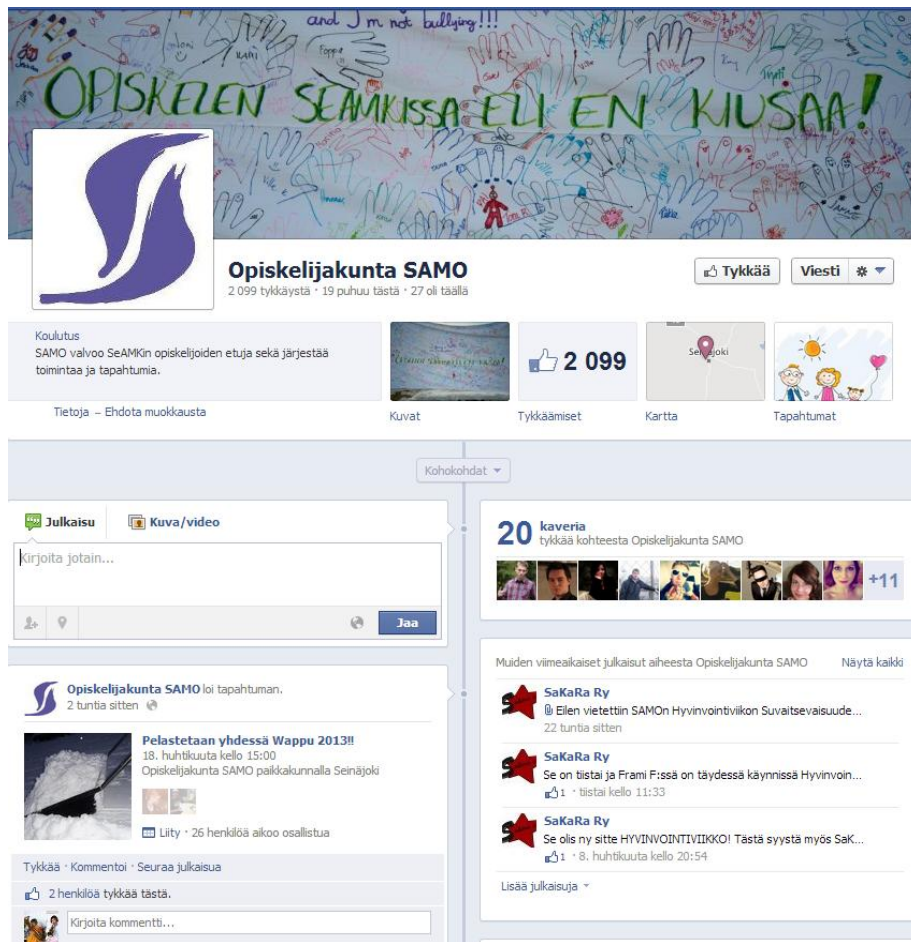 and I'm not bullying!!!
OPISKELEN SEAMKISSA ELI EN KIUSAA!
Opiskelijakunta SAMO
2 099 tykkäystä · 19 puhuu tästä · 27 oli täällä
Tykkää
Viesti
Koulutus
SAMO valvoo SeAMKin opiskelijoiden etuja sekä järjestää
toimintaa ja tapahtumia.
Tietoja – Ehdota muokkausta
Kuvat
2 099
Tykkäämiset
Seinäjoki
Kartta
Tapahtumat
Kohokohdat
Julkaisu
Kuva/video
Kirjoita jotain...
Jaa
Opiskelijakunta SAMO loi tapahtuman.
2 tuntia sitten
Pelastetaan yhdessä Wappu 2013!!
18. huhtikuuta kello 15:00
Opiskelijakunta SAMO paikkakunnalla Seinäjoki
Liity · 26 henkilöä aikoo osallistua
Tykkää · Kommentoi · Seuraa julkaisua
2 henkilöä tykkää tästä.
Kirjoita kommentti...
20 kaveria
tykkää kohteesta Opiskelijakunta SAMO
+11
Muiden viimeaikaiset julkaisut aiheesta Opiskelijakunta SAMO
Näytä kaikki
SaKaRa Ry
Eilen vietettiin SAMOn Hyvinvointiviikon Suvaitsevaisuude...
22 tuntia sitten
SaKaRa Ry
Se on tiistai ja Frami F:ssä on täydessä käynnissä Hyvinvoin...
1 · tiistai kello 11:33
SaKaRa Ry
Se olis ny sitte HYVINVOINTIVIIKKO! Tästä syystä myös SaK...
1 · 8. huhtikuuta kello 20:54
Lisää julkaisuja